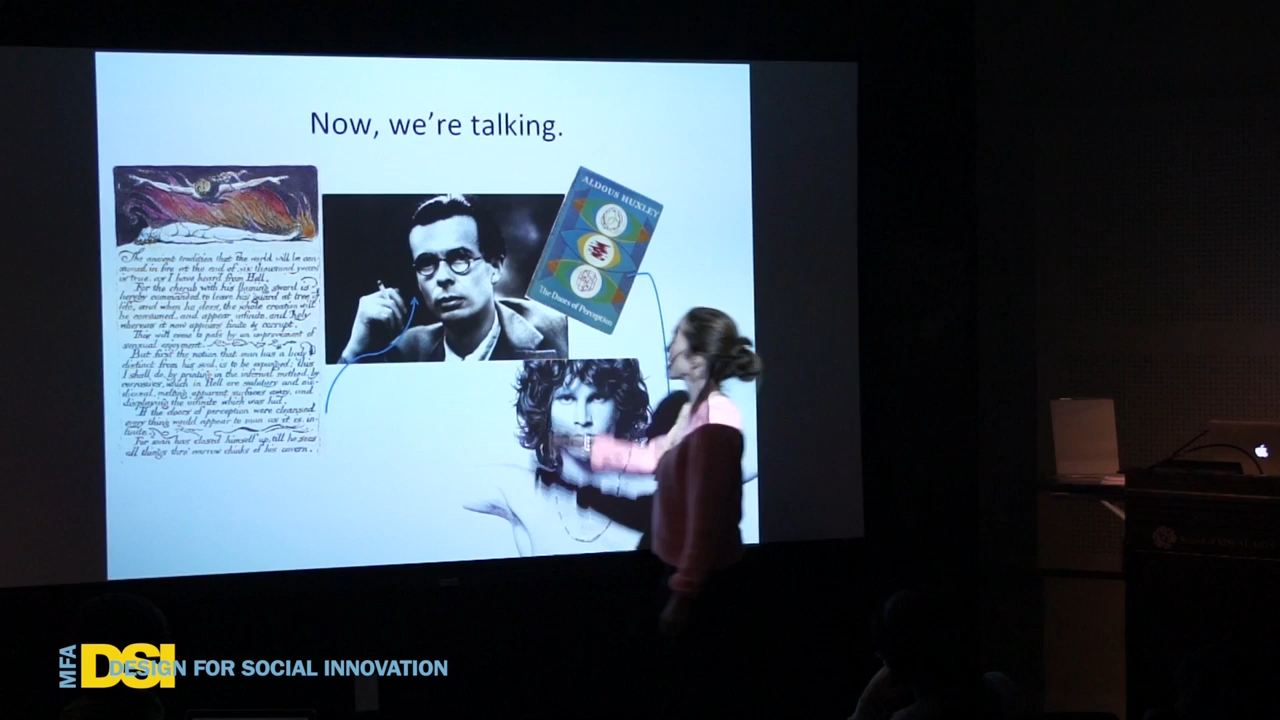 Now, we're talking.
The ancient tradition that the world will be con-
sumed in fire at the end of six thousand years
is true, as I have heard from Hell.
For the cherub with his flaming sword is
hereby commanded to leave his guard at tree of
life, and when he does, the whole creation will
be consumed, and appear infinite, and holy
whereas it now appears finite & corrupt.
This will come to pass by an improvement of
sensual enjoyment.
But first the notion that man has a body
distinct from his soul, is to be expunged; this
I shall do, by printing in the infernal method, by
corrosives, which in Hell are salutary and me-
dicinal, melting apparent surfaces away, and
displaying the infinite which was hid.
If the doors of perception were cleansed
every thing would appear to man as it is, in-
finite.
For man has closed himself up, till he sees
all things thro' narrow chinks of his cavern.
ALDOUS HUXLEY
The Doors of Perception
MFA
DSI
DESIGN FOR SOCIAL INNOVATION